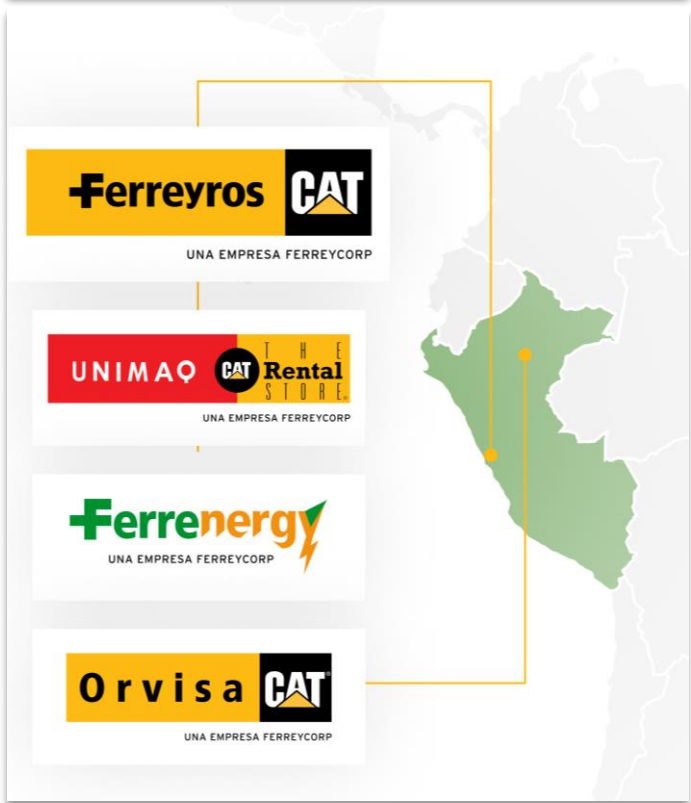 Ferreyros CAT
UNA EMPRESA FERREYCORP
UNIMAQ CAT THE Rental STORE
UNA EMPRESA FERREYCORP
Ferrenergy
UNA EMPRESA FERREYCORP
Orvisa CAT
UNA EMPRESA FERREYCORP